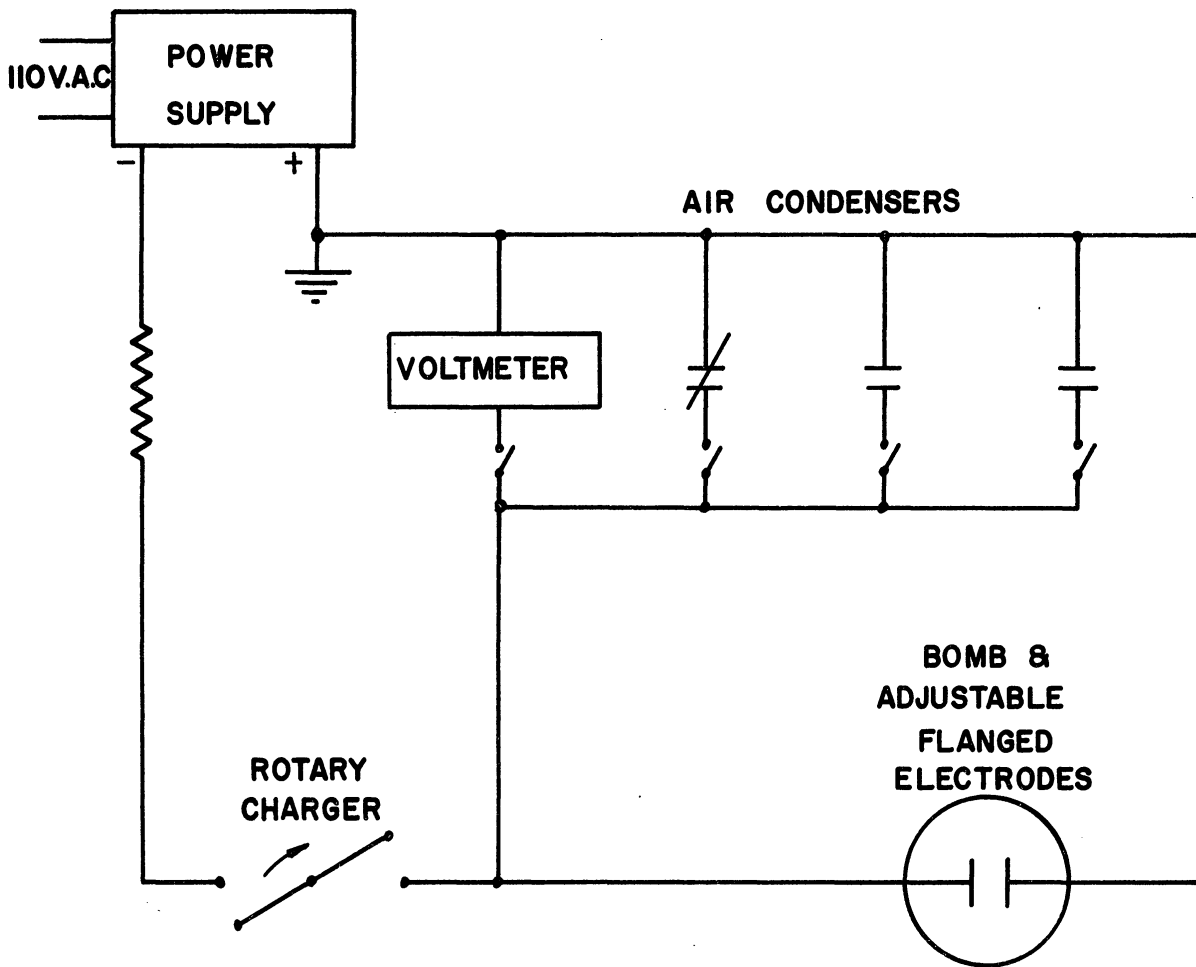 POWER
110V.A.C
SUPPLY
- +
AIR CONDENSERS
VOLTMETER
BOMB &
ADJUSTABLE
FLANGED
ELECTRODES
ROTARY
CHARGER